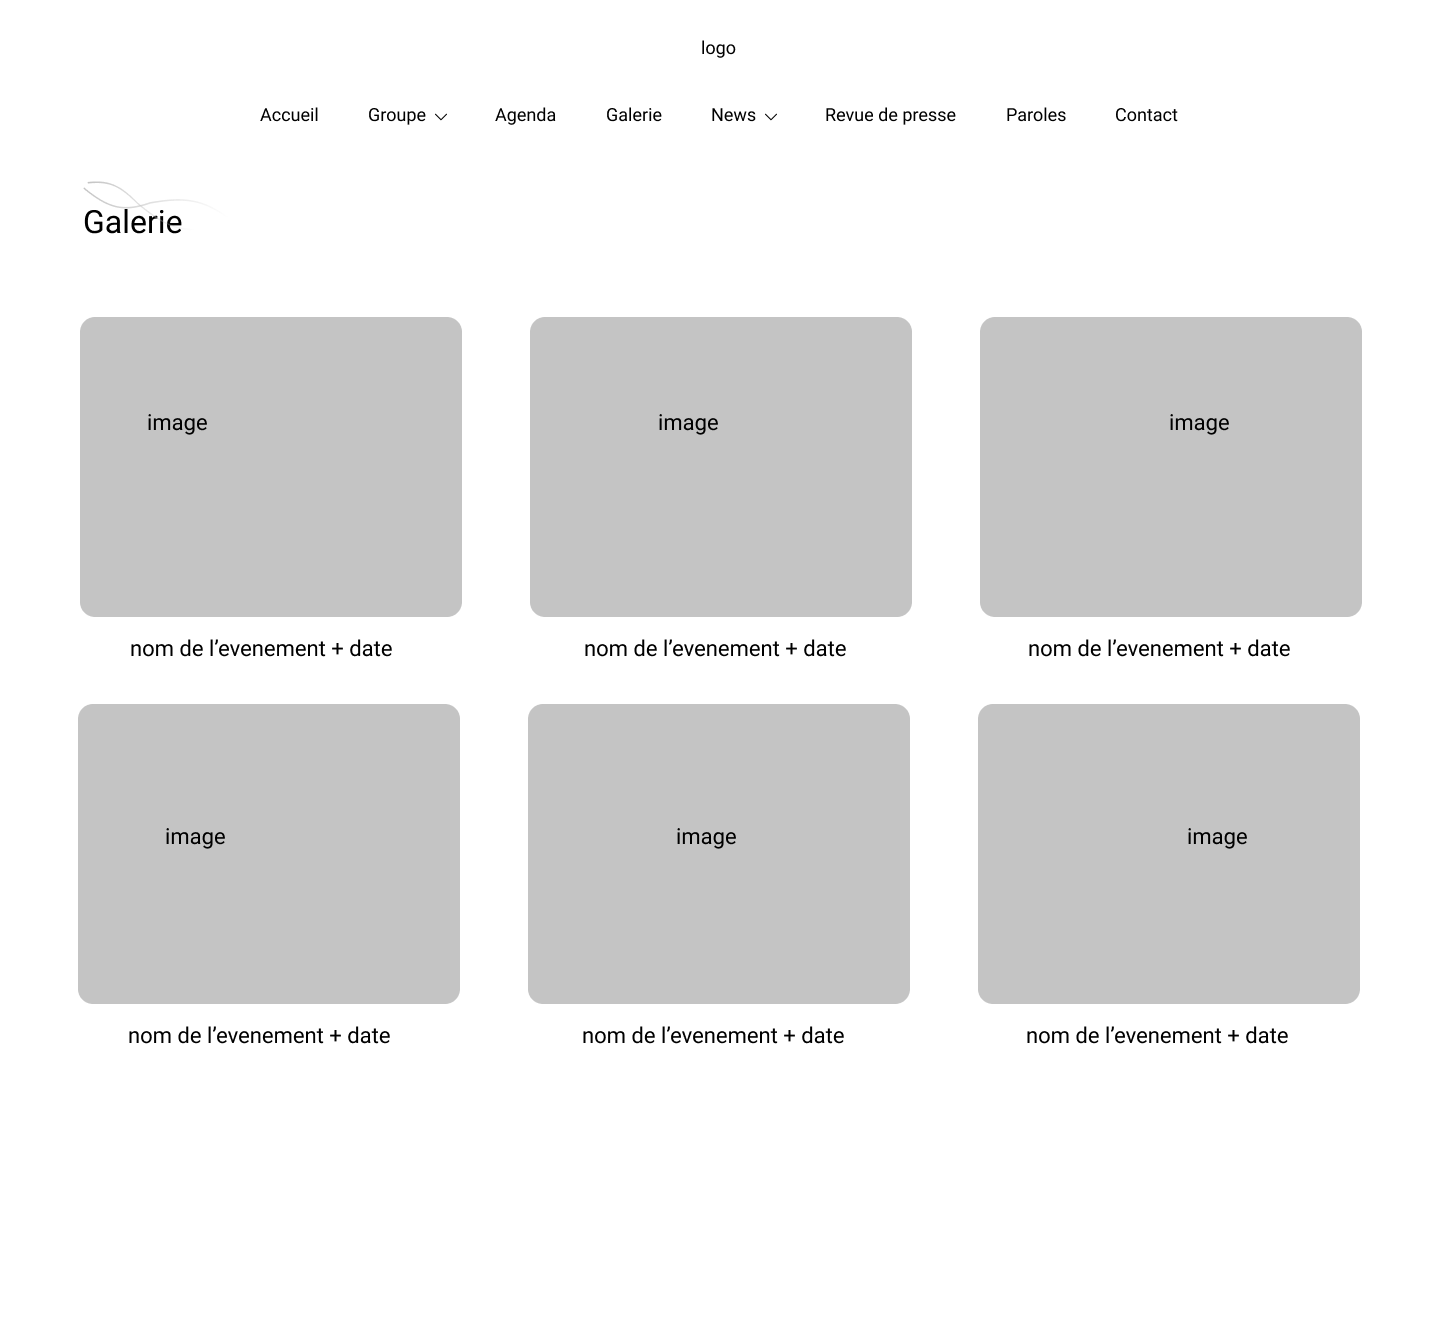 logo
Accueil Groupe Agenda Galerie News Revue de presse Paroles Contact
Galerie
image image image
nom de l’evenement + date nom de l’evenement + date nom de l’evenement + date
image image image
nom de l’evenement + date nom de l’evenement + date nom de l’evenement + date